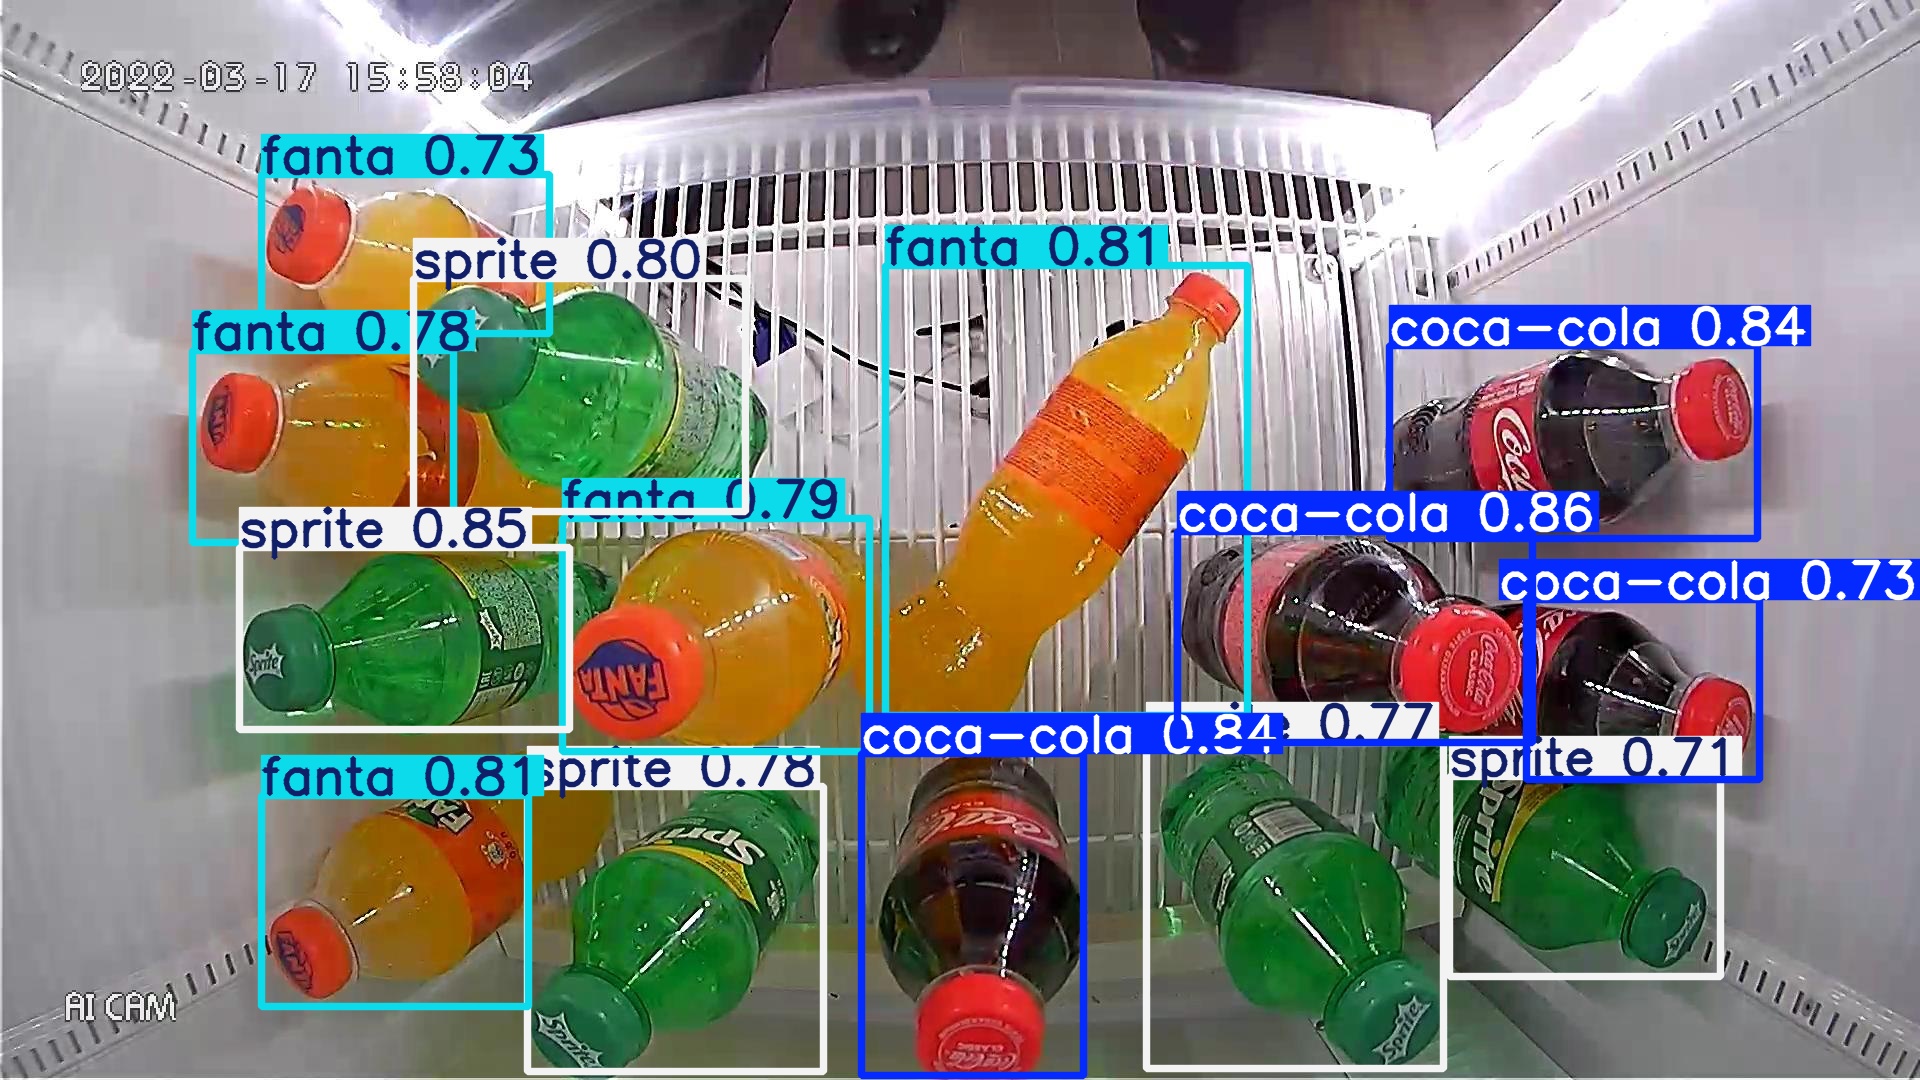 2022-03-17 15:58:04
fanta 0.73
fanta 0.81
sprite 0.80
coca-cola 0.84
fanta 0.78
fanta 0.79
coca-cola 0.86
sprite 0.85
coca-cola 0.73
Sprite
FANTA
coca-cola 0.84
0.77
sprite 0.71
fanta 0.81
sprite 0.78
Sprite
Sprite
Sprite
AI CAM